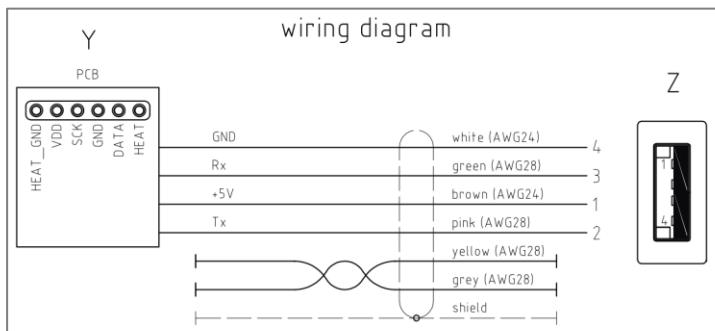 wiring diagram
Y
Z
PCB
HEAT_GND
VDD
SCK
GND
DATA
HEAT
GND white (AWG24) 4
Rx green (AWG28) 3
+5V brown (AWG24) 1
Tx pink (AWG28) 2
yellow (AWG28)
grey (AWG28)
shield
1
4